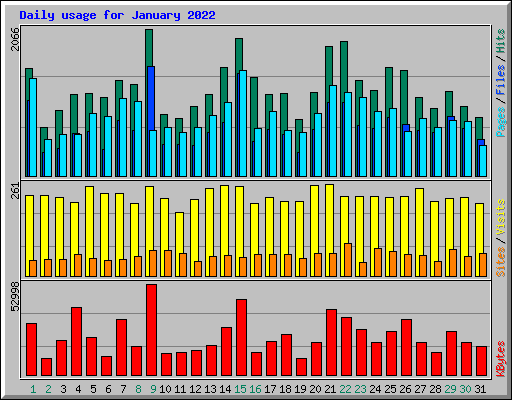 Daily usage for January 2022
2066
Pages / Files / Hits
261
Sites / Visits
52998
KBytes
1 2 3 4 5 6 7 8 9 10 11 12 13 14 15 16 17 18 19 20 21 22 23 24 25 26 27 28 29 30 31